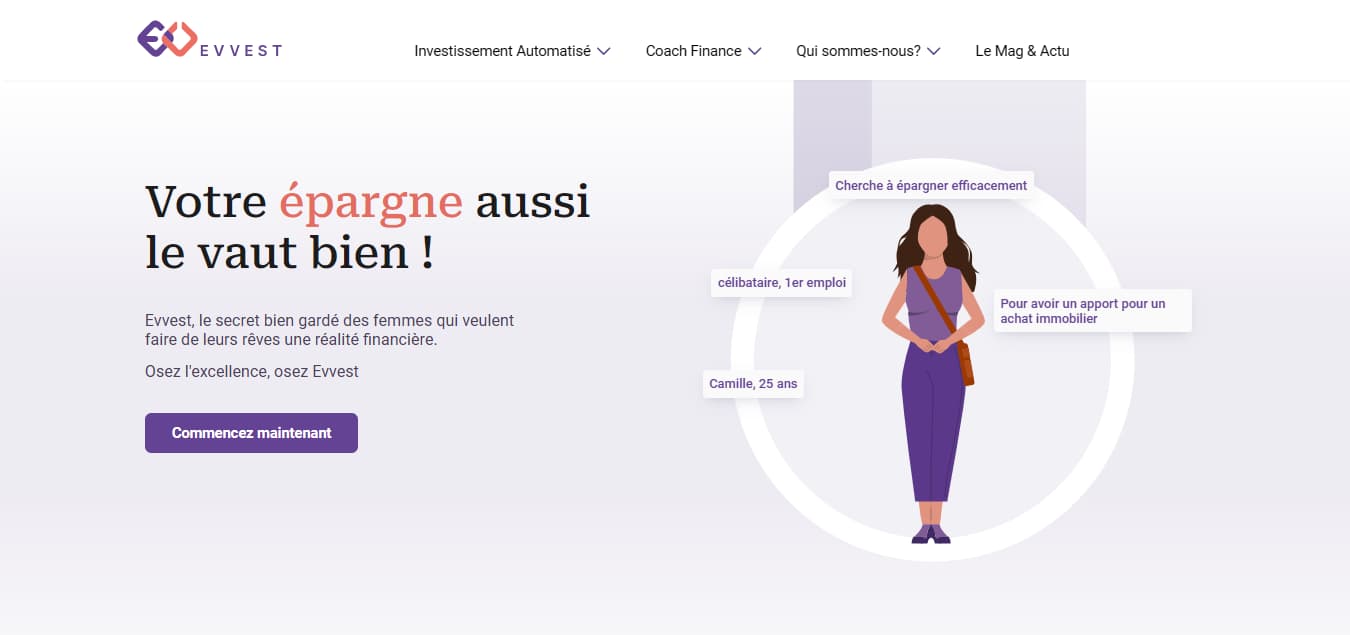 EVVEST
Investissement Automatisé
Coach Finance
Qui sommes-nous?
Le Mag & Actu
Votre épargne aussi
le vaut bien !
Evvest, le secret bien gardé des femmes qui veulent
faire de leurs rêves une réalité financière.
Osez l'excellence, osez Evvest
Commencez maintenant
Cherche à épargner efficacement
célibataire, 1er emploi
Pour avoir un apport pour un
achat immobilier
Camille, 25 ans